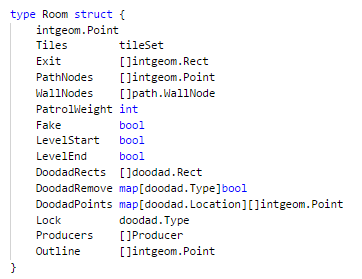 type Room struct {
    intgeom.Point
    Tiles        tileSet
    Exit         []intgeom.Rect
    PathNodes    []intgeom.Point
    WallNodes    []path.WallNode
    PatrolWeight int
    Fake         bool
    LevelStart   bool
    LevelEnd     bool
    DoodadRects  []doodad.Rect
    DoodadRemove map[doodad.Type]bool
    DoodadPoints map[doodad.Location][]intgeom.Point
    Lock         doodad.Type
    Producers    []Producer
    Outline      []intgeom.Point
}